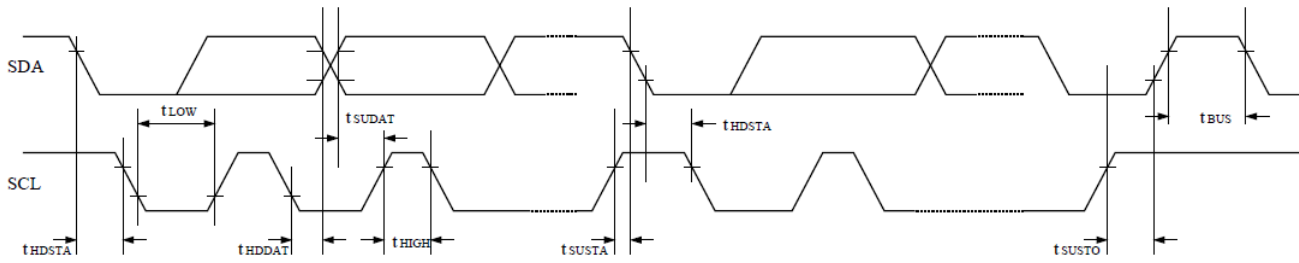 SDA
tLOW
tSUDAT
tHDSTA
tBUS
SCL
tHDSTA
tHDDAT
tHIGH
tSUSTA
tSUSTO